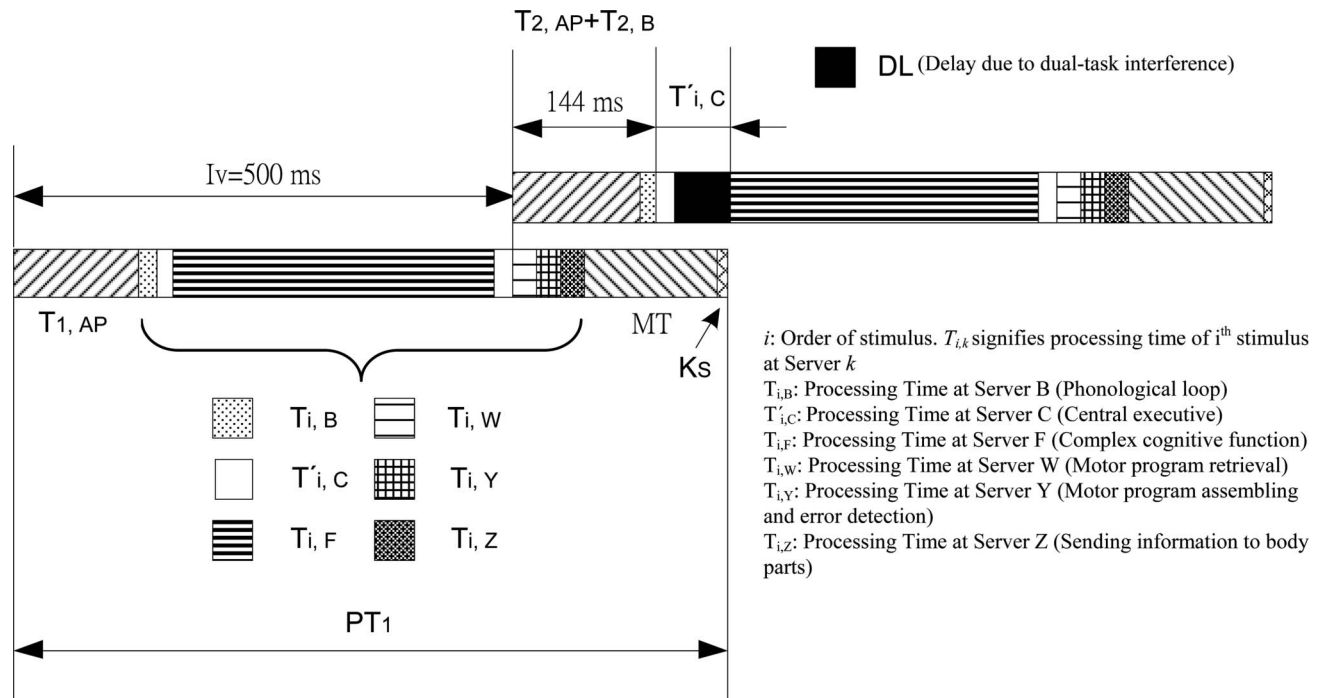 T2, AP+T2, B
DL (Delay due to dual-task interference)
144 ms
T´i, C
Iv=500 ms
T1, AP
MT
Ks
Ti, B
Ti, W
T´i, C
Ti, Y
Ti, F
Ti, Z
PT1
i: Order of stimulus. Ti,k signifies processing time of ith stimulus
at Server k
Ti,B: Processing Time at Server B (Phonological loop)
T´i,C: Processing Time at Server C (Central executive)
Ti,F: Processing Time at Server F (Complex cognitive function)
Ti,W: Processing Time at Server W (Motor program retrieval)
Ti,Y: Processing Time at Server Y (Motor program assembling
and error detection)
Ti,Z: Processing Time at Server Z (Sending information to body
parts)